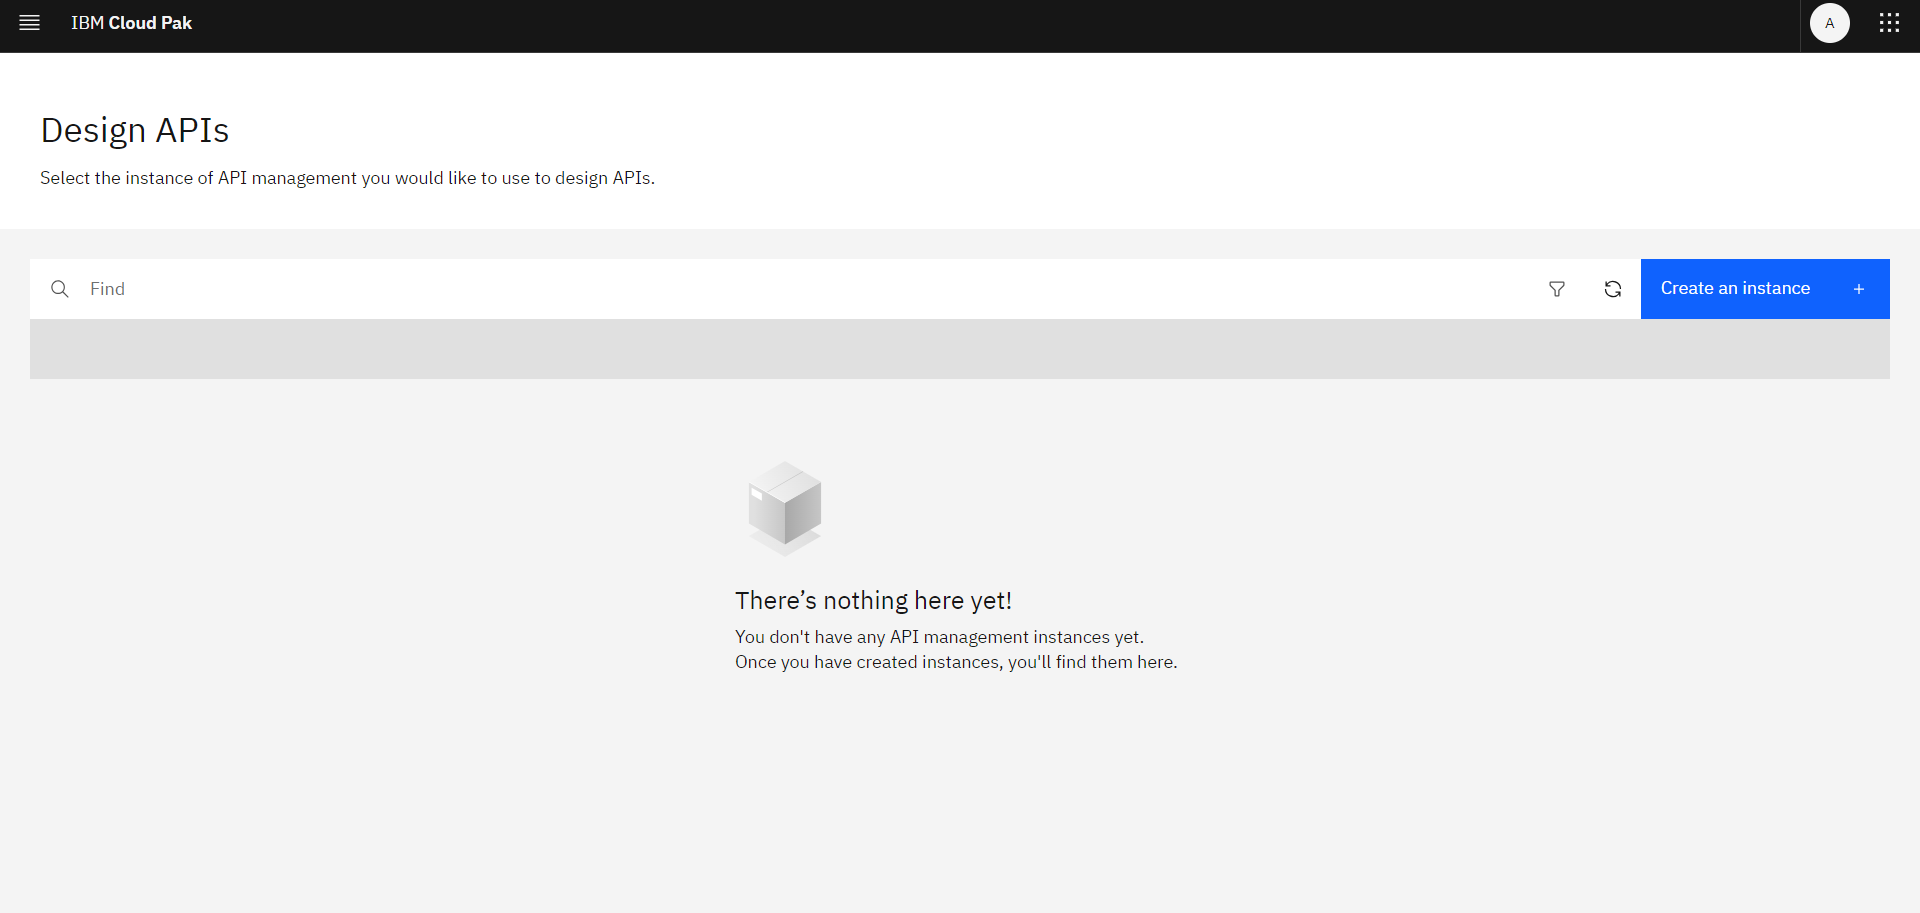 IBM Cloud Pak
A
Design APIs
Select the instance of API management you would like to use to design APIs.
Find
Create an instance +
There’s nothing here yet!
You don't have any API management instances yet.
Once you have created instances, you'll find them here.